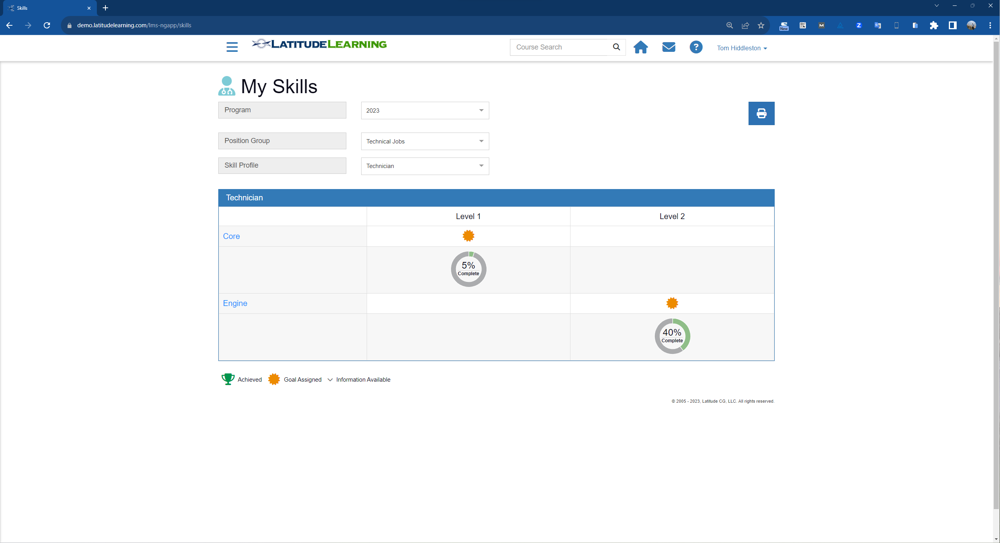 Skills
demo.latitudelearning.com/lms-ngapp/skills
New
LATITUDELEARNING
Course Search
Tom Hiddleston
My Skills
Program
2023
Position Group
Technical Jobs
Skill Profile
Technician
Technician
Level 1
Level 2
Core
5%
Complete
Engine
40%
Complete
Achieved
Goal Assigned
Information Available
© 2005 - 2023, Latitude CG, LLC. All rights reserved.